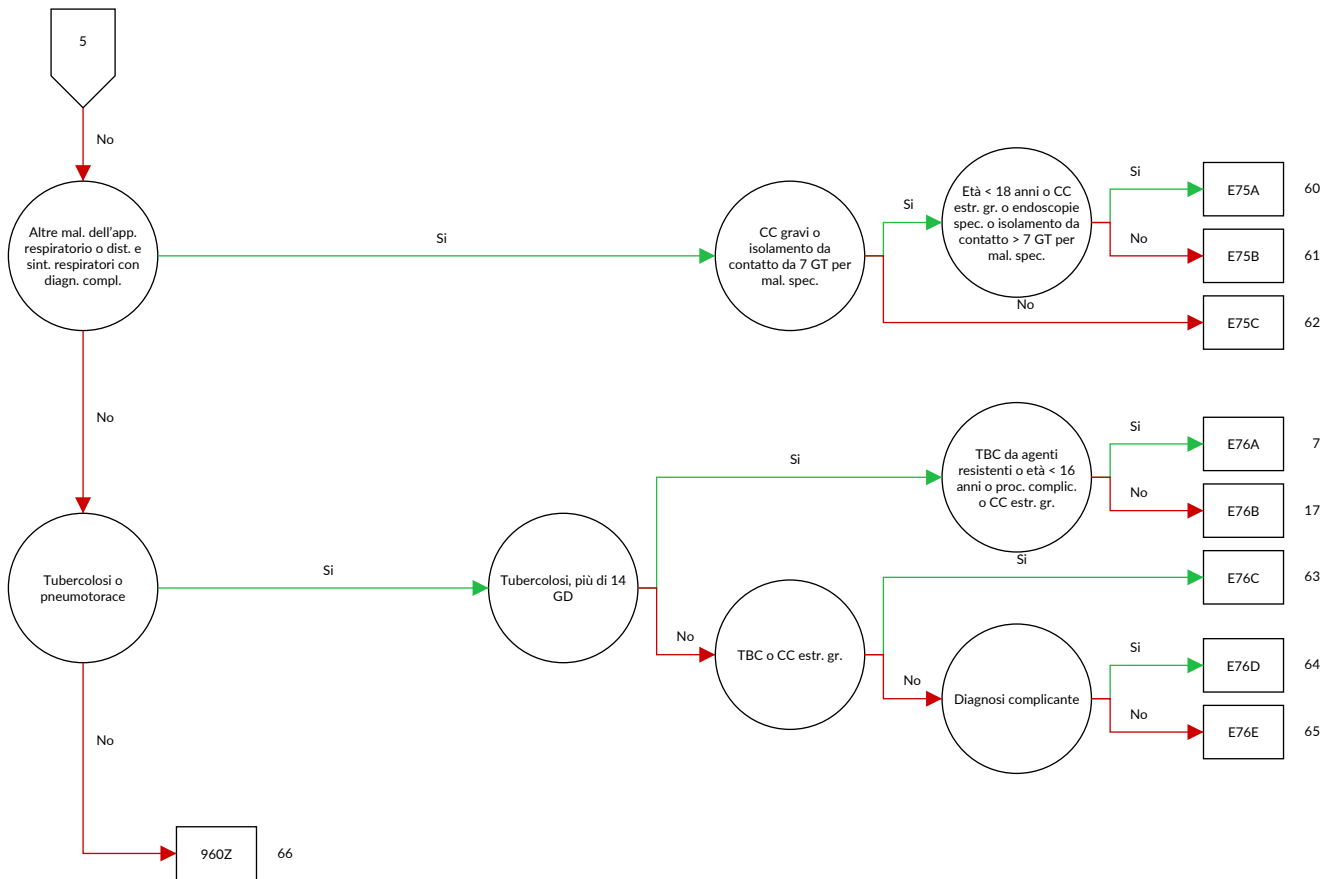 5
No
Altre mal. dell'app.
respiratorio o dist. e
sint. respiratori con
diagn. compl.
Si
CC gravi o
isolamento da
contatto da 7 GT per
mal. spec.
Si
Età < 18 anni o CC
estr. gr. o endoscopie
spec. o isolamento da
contatto > 7 GT per
mal. spec.
Si
E75A
60
No
E75B
61
No
E75C
62
No
Tubercolosi o
pneumotorace
Si
Tubercolosi, più di 14
GD
Si
TBC da agenti
resistenti o età < 16
anni o proc. complic.
o CC estr. gr.
Si
E76A
7
No
E76B
17
No
TBC o CC estr. gr.
Si
E76C
63
No
Diagnosi complicante
Si
E76D
64
No
E76E
65
No
960Z
66